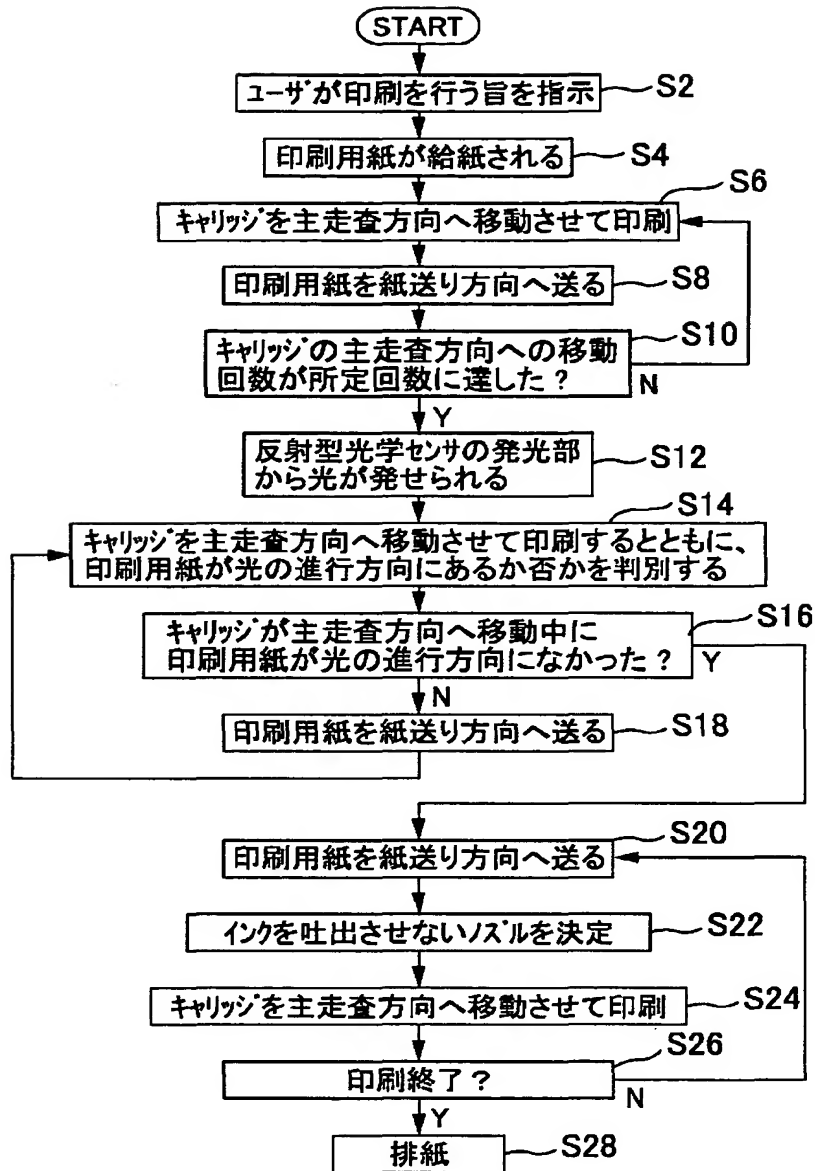 START
ユーザが印刷を行う旨を指示
S2
印刷用紙が給紙される
S4
S6
キャリッジを主走査方向へ移動させて印刷
印刷用紙を紙送り方向へ送る
S8
キャリッジの主走査方向への移動
回数が所定回数に達した?
S10
N
Y
反射型光学センサの発光部
から光が発せられる
S12
S14
キャリッジを主走査方向へ移動させて印刷するとともに、
印刷用紙が光の進行方向にあるか否かを判別する
キャリッジが主走査方向へ移動中に
印刷用紙が光の進行方向になかった?
S16
Y
N
印刷用紙を紙送り方向へ送る
S18
S20
印刷用紙を紙送り方向へ送る
インクを吐出させないノズルを決定
S22
キャリッジを主走査方向へ移動させて印刷
S24
S26
印刷終了?
N
Y
排紙
S28